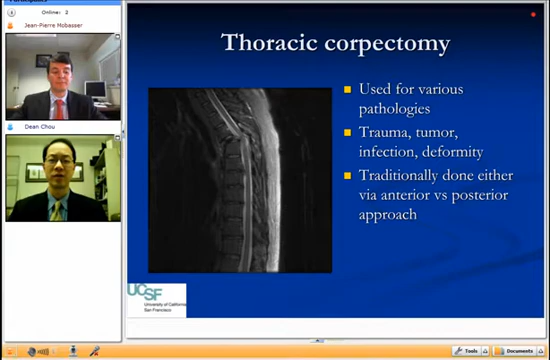 Participants
Online: 2
Jean-Pierre Mobasser
Dean Chou
Thoracic corpectomy
Used for various
pathologies
Trauma, tumor,
infection, deformity
Traditionally done either
via anterior vs posterior
approach
UCSF
University of California
San Francisco
Tools
Documents